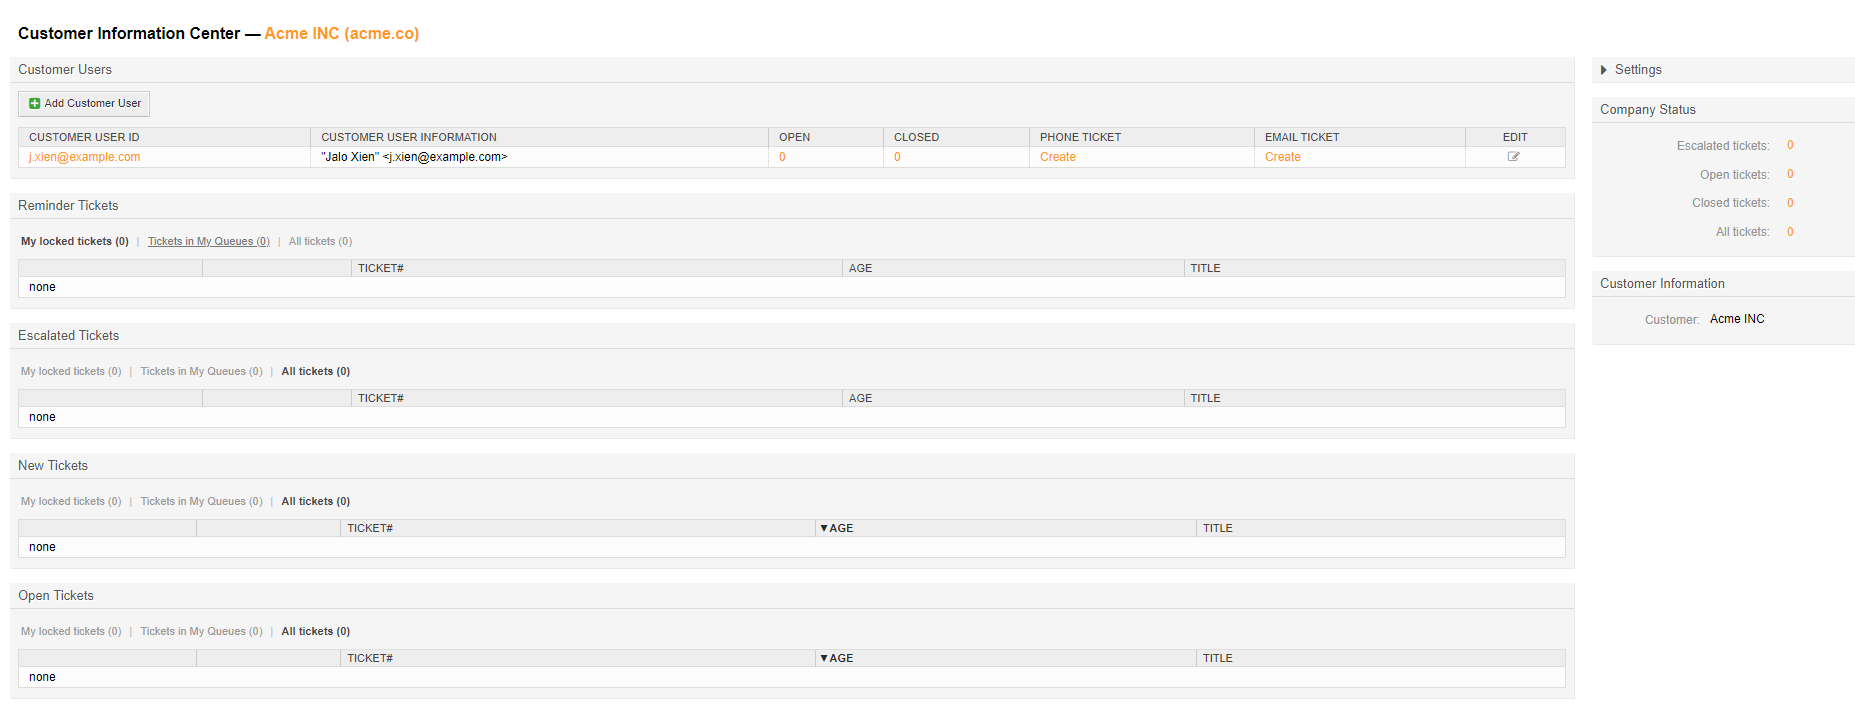 Customer Information Center — Acme INC (acme.co)
Customer Users
Add Customer User
CUSTOMER USER ID CUSTOMER USER INFORMATION OPEN CLOSED PHONE TICKET EMAIL TICKET EDIT
j.xien@example.com "Jalo Xien" <j.xien@example.com> 0 0 Create Create
Reminder Tickets
My locked tickets (0) | Tickets in My Queues (0) | All tickets (0)
TICKET# AGE TITLE
none
Escalated Tickets
My locked tickets (0) | Tickets in My Queues (0) | All tickets (0)
TICKET# AGE TITLE
none
New Tickets
My locked tickets (0) | Tickets in My Queues (0) | All tickets (0)
TICKET# ▼AGE TITLE
none
Open Tickets
My locked tickets (0) | Tickets in My Queues (0) | All tickets (0)
TICKET# ▼AGE TITLE
none
Settings
Company Status
Escalated tickets: 0
Open tickets: 0
Closed tickets: 0
All tickets: 0
Customer Information
Customer: Acme INC